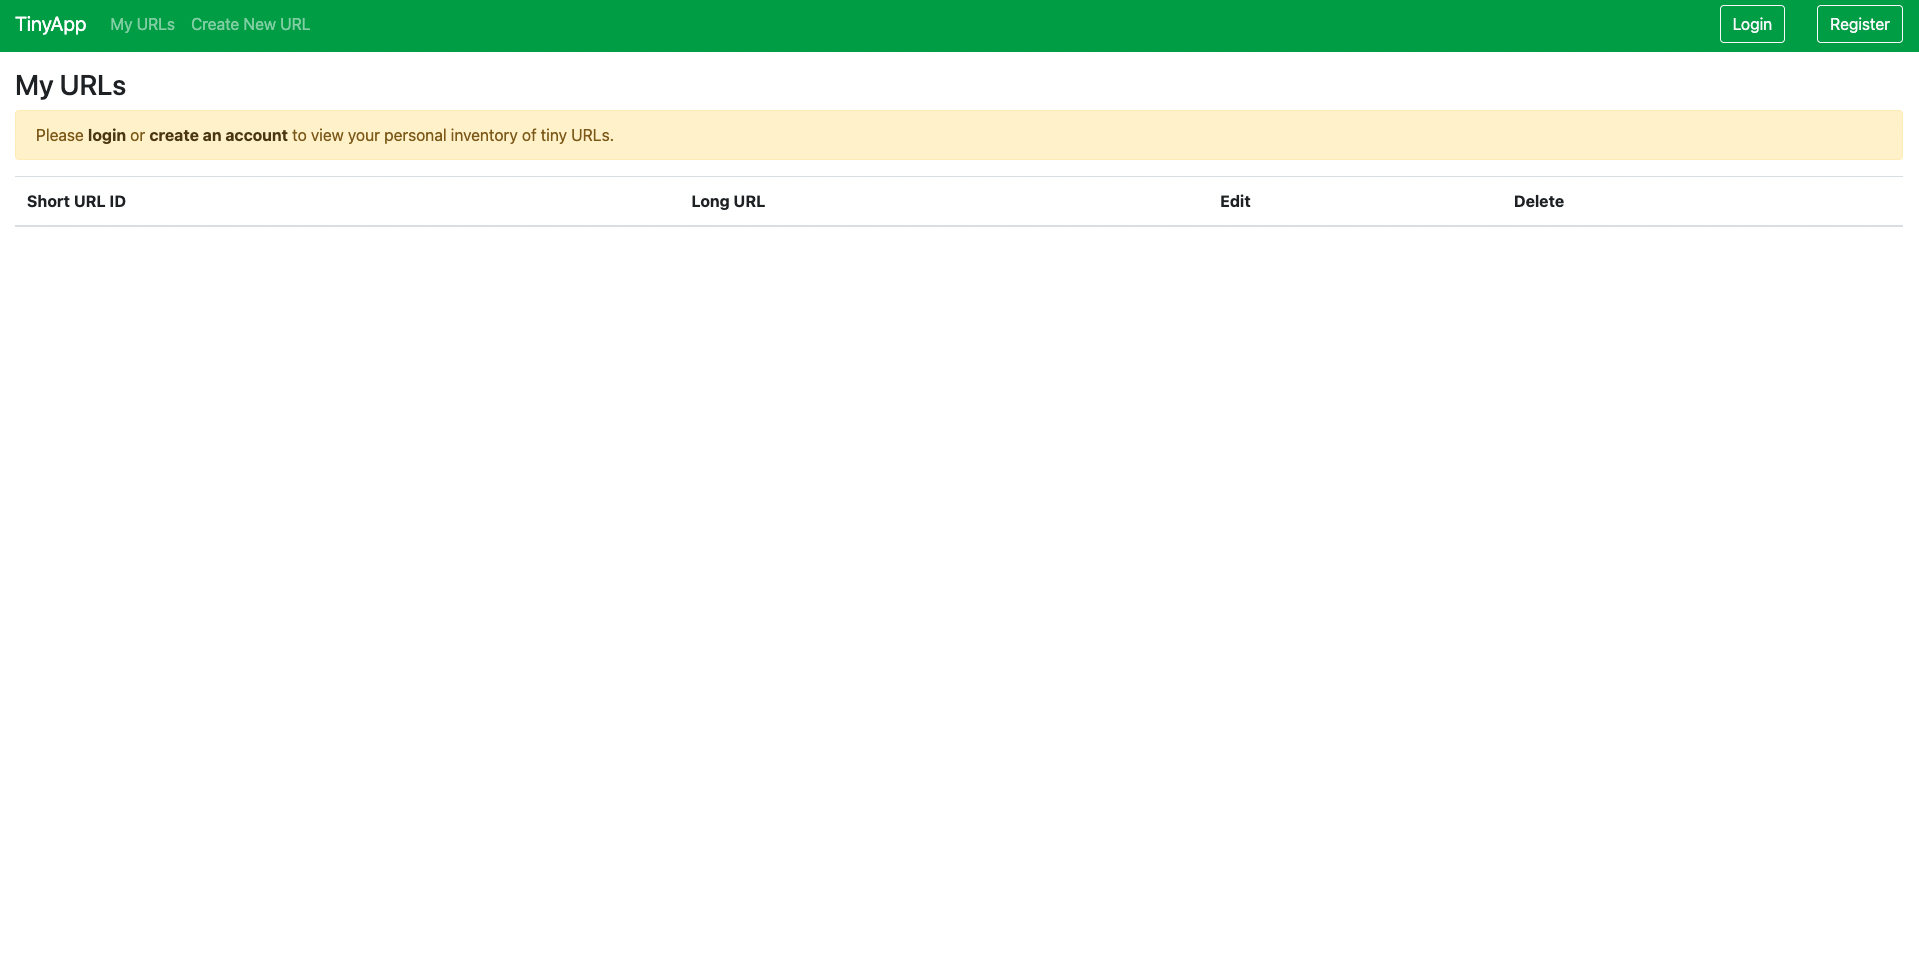 TinyApp My URLs Create New URL Login Register
My URLs
Please login or create an account to view your personal inventory of tiny URLs.
Short URL ID Long URL Edit Delete